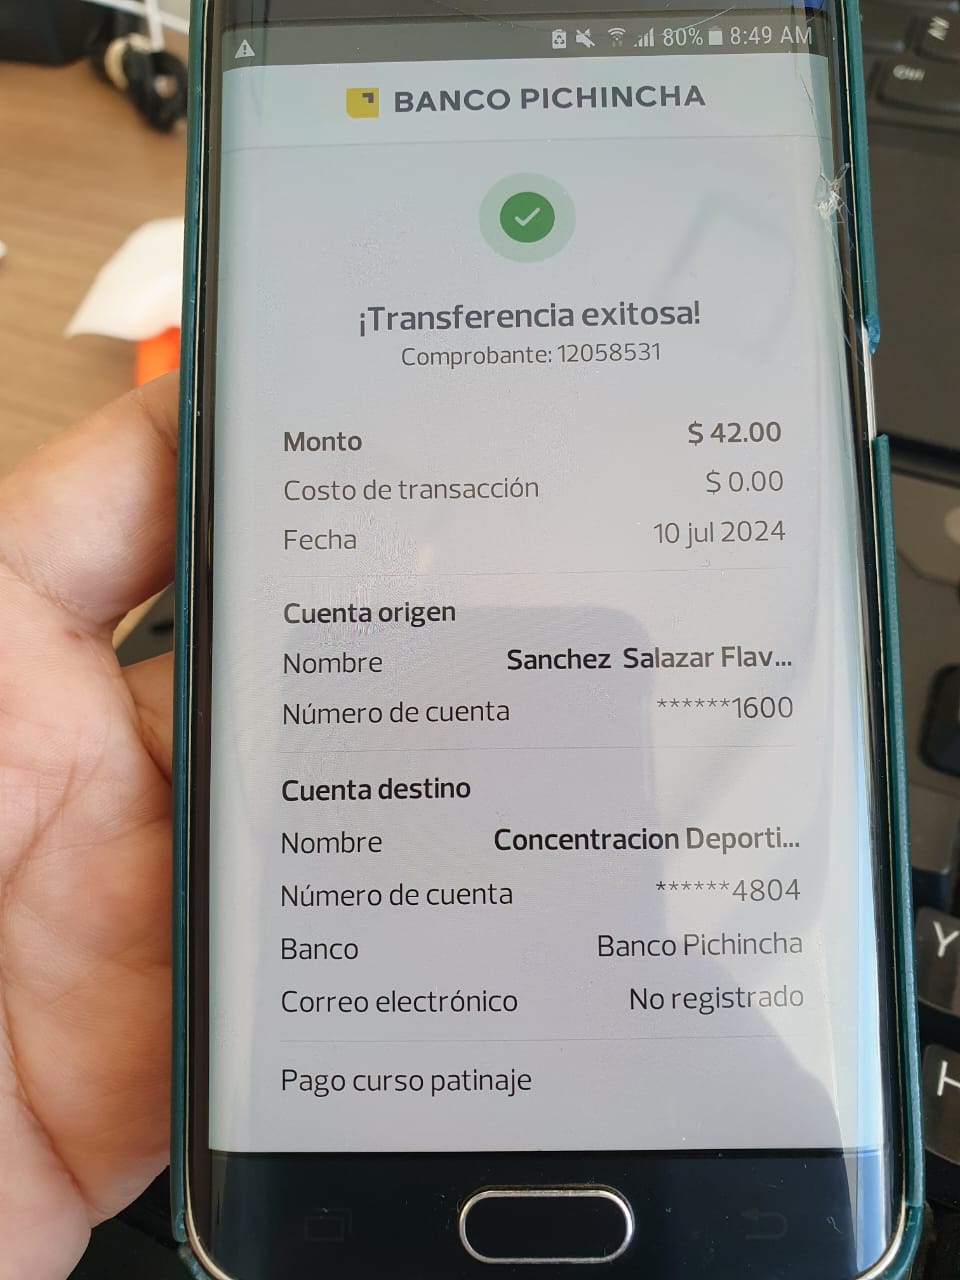 80% 8:49 AM
BANCO PICHINCHA
¡Transferencia exitosa!
Comprobante: 12058531
Monto $ 42.00
Costo de transacción $ 0.00
Fecha 10 jul 2024
Cuenta origen
Nombre Sanchez Salazar Flav...
Número de cuenta ******1600
Cuenta destino
Nombre Concentracion Deporti...
Número de cuenta ******4804
Banco Banco Pichincha
Correo electrónico No registrado
Pago curso patinaje
Ctrl
N
Y
H